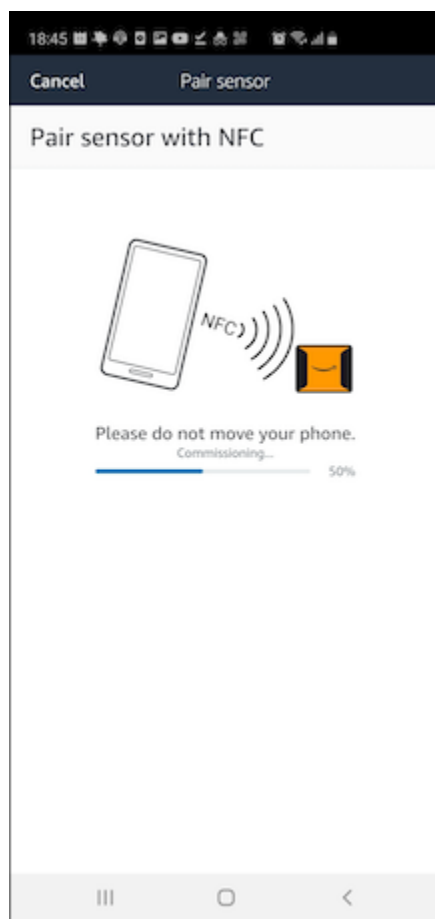 18:45
Cancel Pair sensor
Pair sensor with NFC
NFC
Please do not move your phone.
Commissioning...
50%